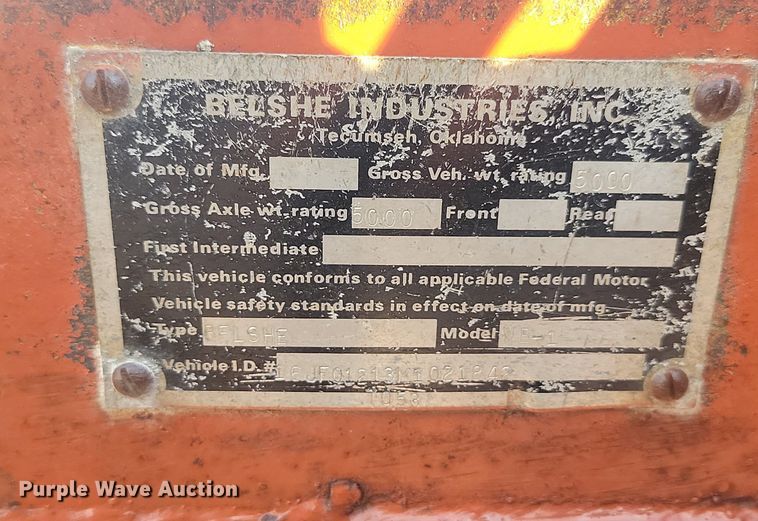 BELSHE INDUSTRIES, INC
Tecumseh, Oklahoma
Date of Mfg. Gross Veh. wt. rating 5000
Gross Axle wt. rating 5000 Front Rear
First Intermediate
This vehicle conforms to all applicable Federal Motor
Vehicle safety standards in effect on date of mfg.
Type BELSHE Model
Vehicle I.D. #
Purple Wave Auction